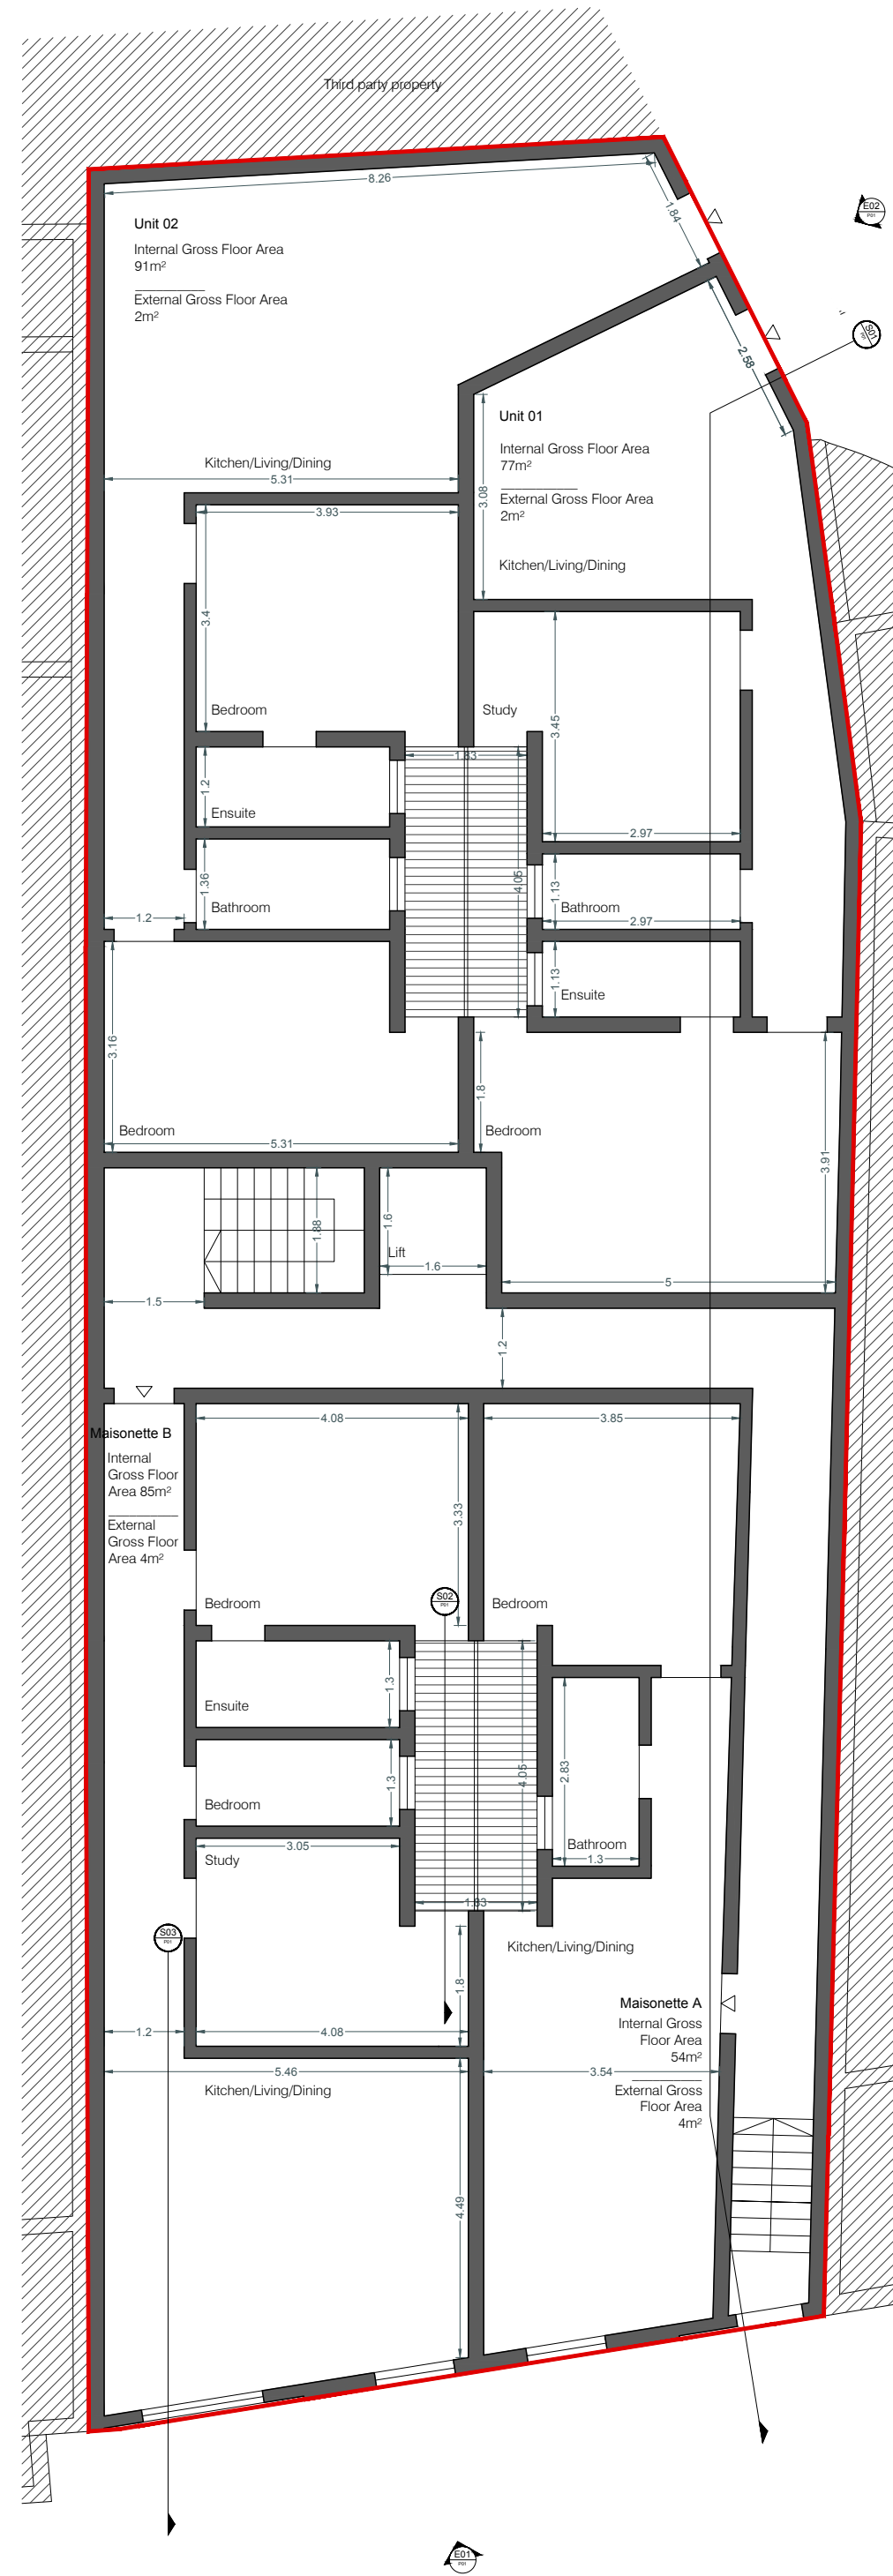 Third party property
8.26
1.84
E02
P01
Unit 02
Internal Gross Floor Area
91m²
External Gross Floor Area
2m²
S01
P01
2.58
Unit 01
Internal Gross Floor Area
77m²
External Gross Floor Area
2m²
Kitchen/Living/Dining
5.31
3.08
3.93
Kitchen/Living/Dining
3.4
Bedroom
Study
3.45
1.83
1.2
Ensuite
2.97
1.36
4.05
1.13
Bathroom
Bathroom
1.2
2.97
1.13
Ensuite
3.16
1.8
Bedroom
Bedroom
5.31
3.91
1.88
1.6
Lift
1.6
5
1.5
1.2
4.08
3.85
Maisonette B
Internal
Gross Floor
Area 85m²
External
Gross Floor
Area 4m²
3.33
S02
P01
Bedroom
Bedroom
1.3
Ensuite
1.3
4.05
2.83
Bedroom
Bathroom
3.05
1.3
Study
1.83
S03
P01
Kitchen/Living/Dining
1.8
Maisonette A
Internal Gross
Floor Area
54m²
External Gross
Floor Area
4m²
1.2
4.08
5.46
3.54
Kitchen/Living/Dining
4.49
E01
P01